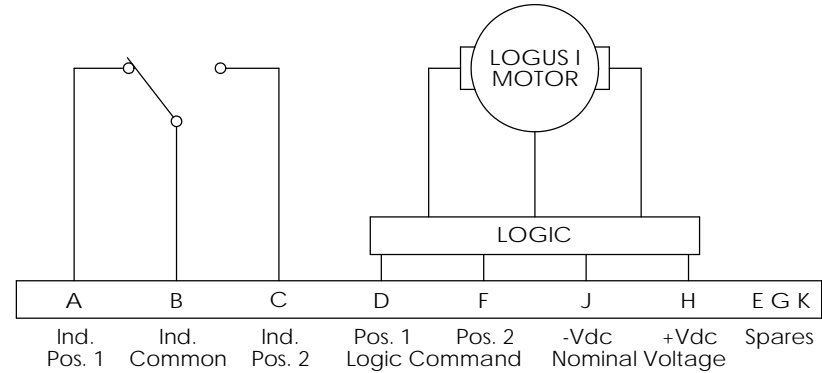 LOGUS I
MOTOR
LOGIC
A B C D F J H E G K
Ind. Ind. Ind. Pos. 1 Pos. 2 -Vdc +Vdc Spares
Pos. 1 Common Pos. 2 Logic Command Nominal Voltage